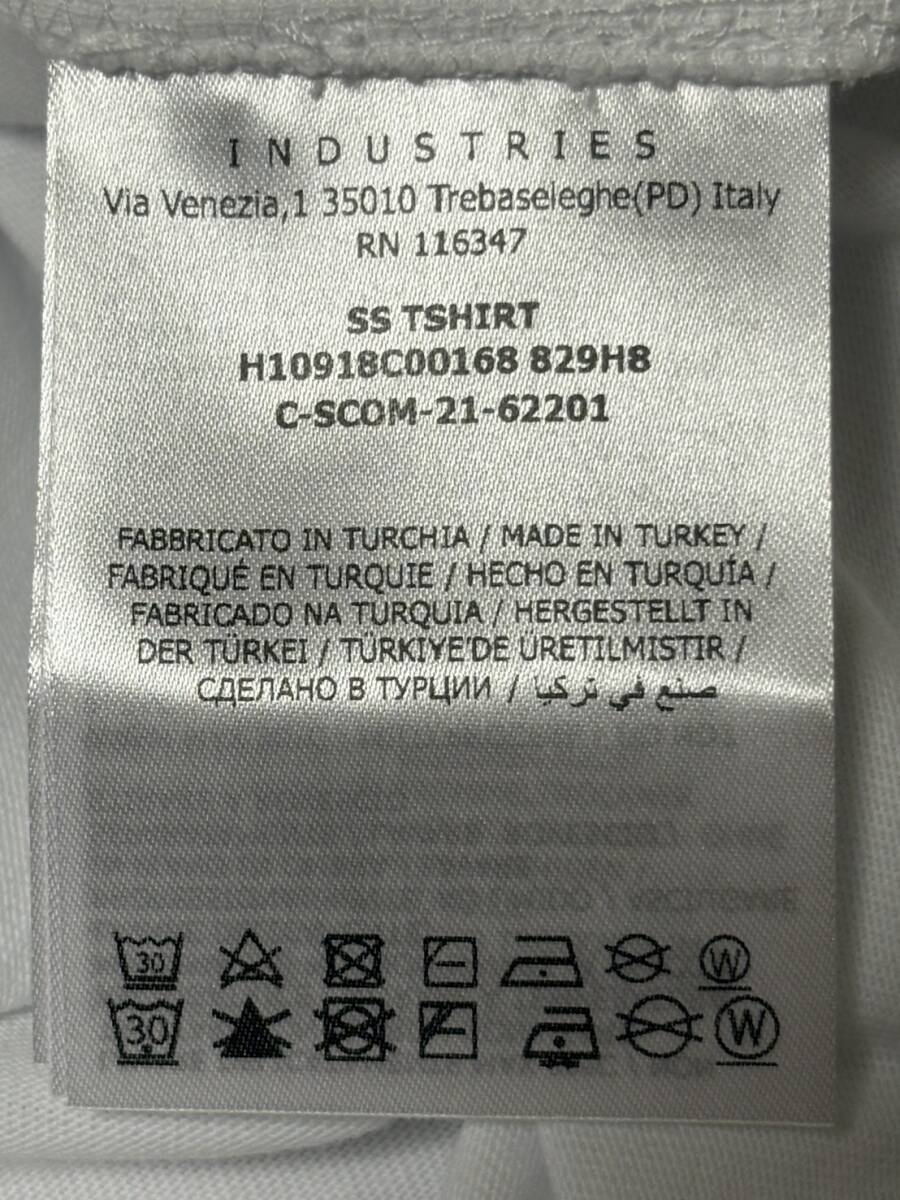 INDUSTRIES
Via Venezia,1 35010 Trebaseleghe(PD) Italy
RN 116347
SS TSHIRT
H10918C00168 829H8
C-SCOM-21-62201
FABBRICATO IN TURCHIA / MADE IN TURKEY /
FABRIQUÉ EN TURQUIE / HECHO EN TURQUÍA /
FABRICADO NA TURQUIA / HERGESTELLT IN
DER TÜRKEI / TÜRKIYE'DE ÜRETILMISTIR /
СДЕЛАНО В ТУРЦИИ / صنع في تركيا
30 W
30 W